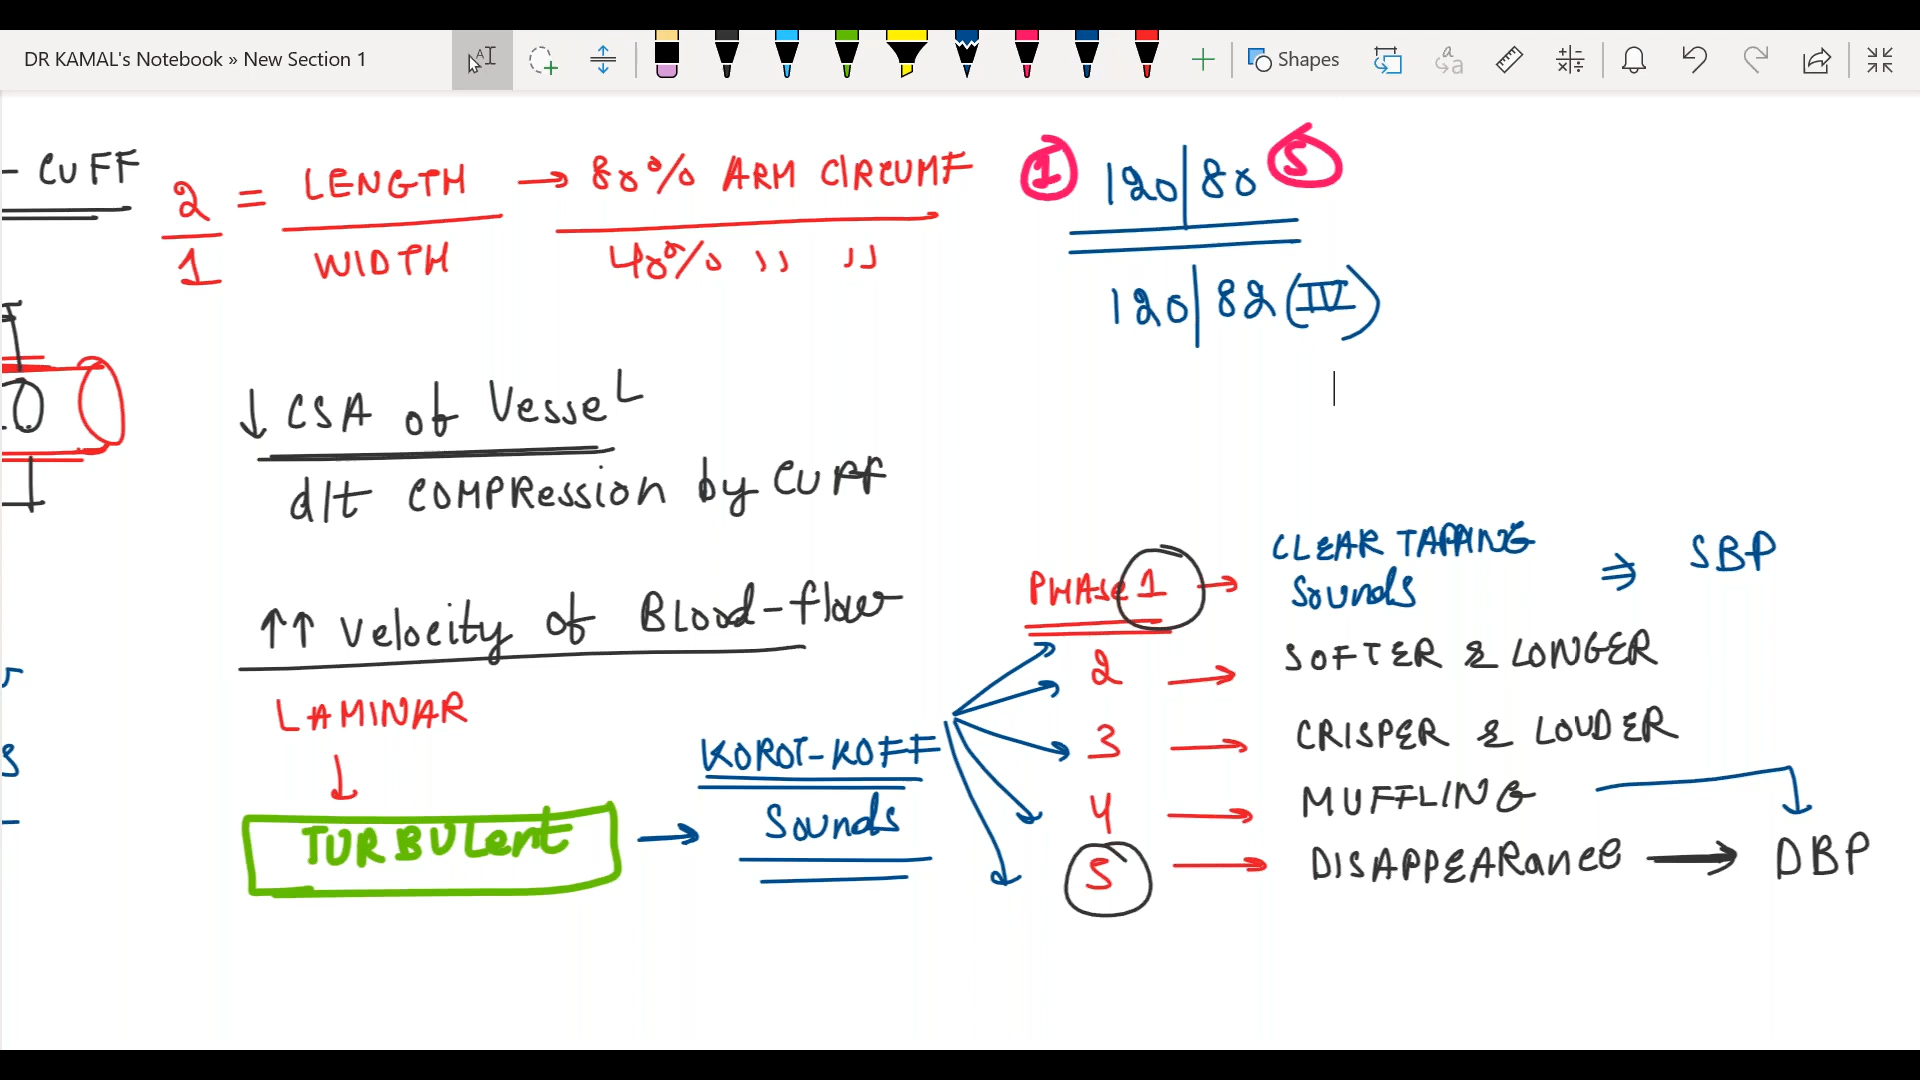 DR KAMAL's Notebook » New Section 1
Shapes
- CUFF
2/1 = LENGTH/WIDTH → 80% ARM CIRCUMF
40% ,, ,,
1 120/80 5
120/82 (IV)
↓ CSA of Vessel
d/t COMPRession by CUFF
↑↑ Velocity of Blood-flow
LAMINAR
↓
TURBULent → KOROT-KOFF
Sounds
PHASe 1 → CLEAR TAPPING
Sounds ⇒ SBP
2 → SOFTER & LONGER
3 → CRISPER & LOUDER
4 → MUFFLING
5 → DISAPPEARance → DBP